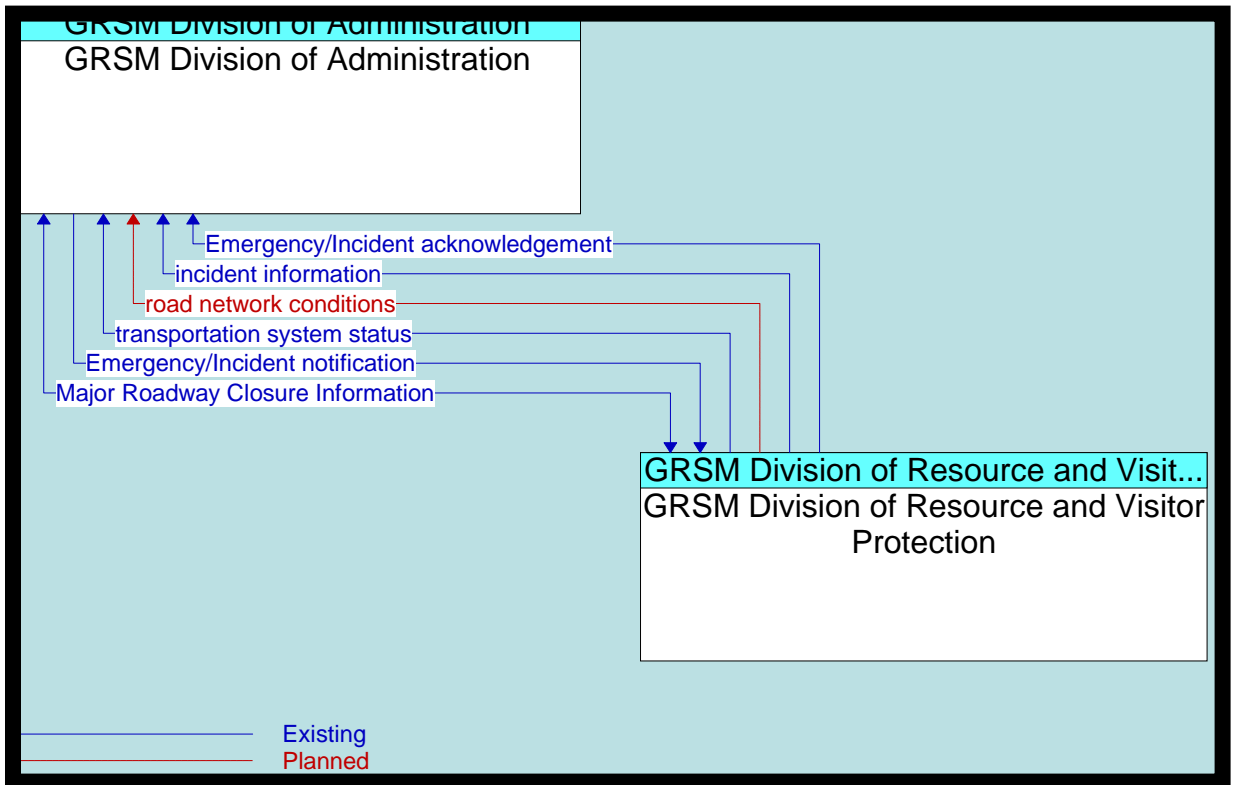 GRSM Division of Administration
GRSM Division of Administration
Emergency/Incident acknowledgement
incident information
road network conditions
transportation system status
Emergency/Incident notification
Major Roadway Closure Information
GRSM Division of Resource and Visit...
GRSM Division of Resource and Visitor
Protection
Existing
Planned